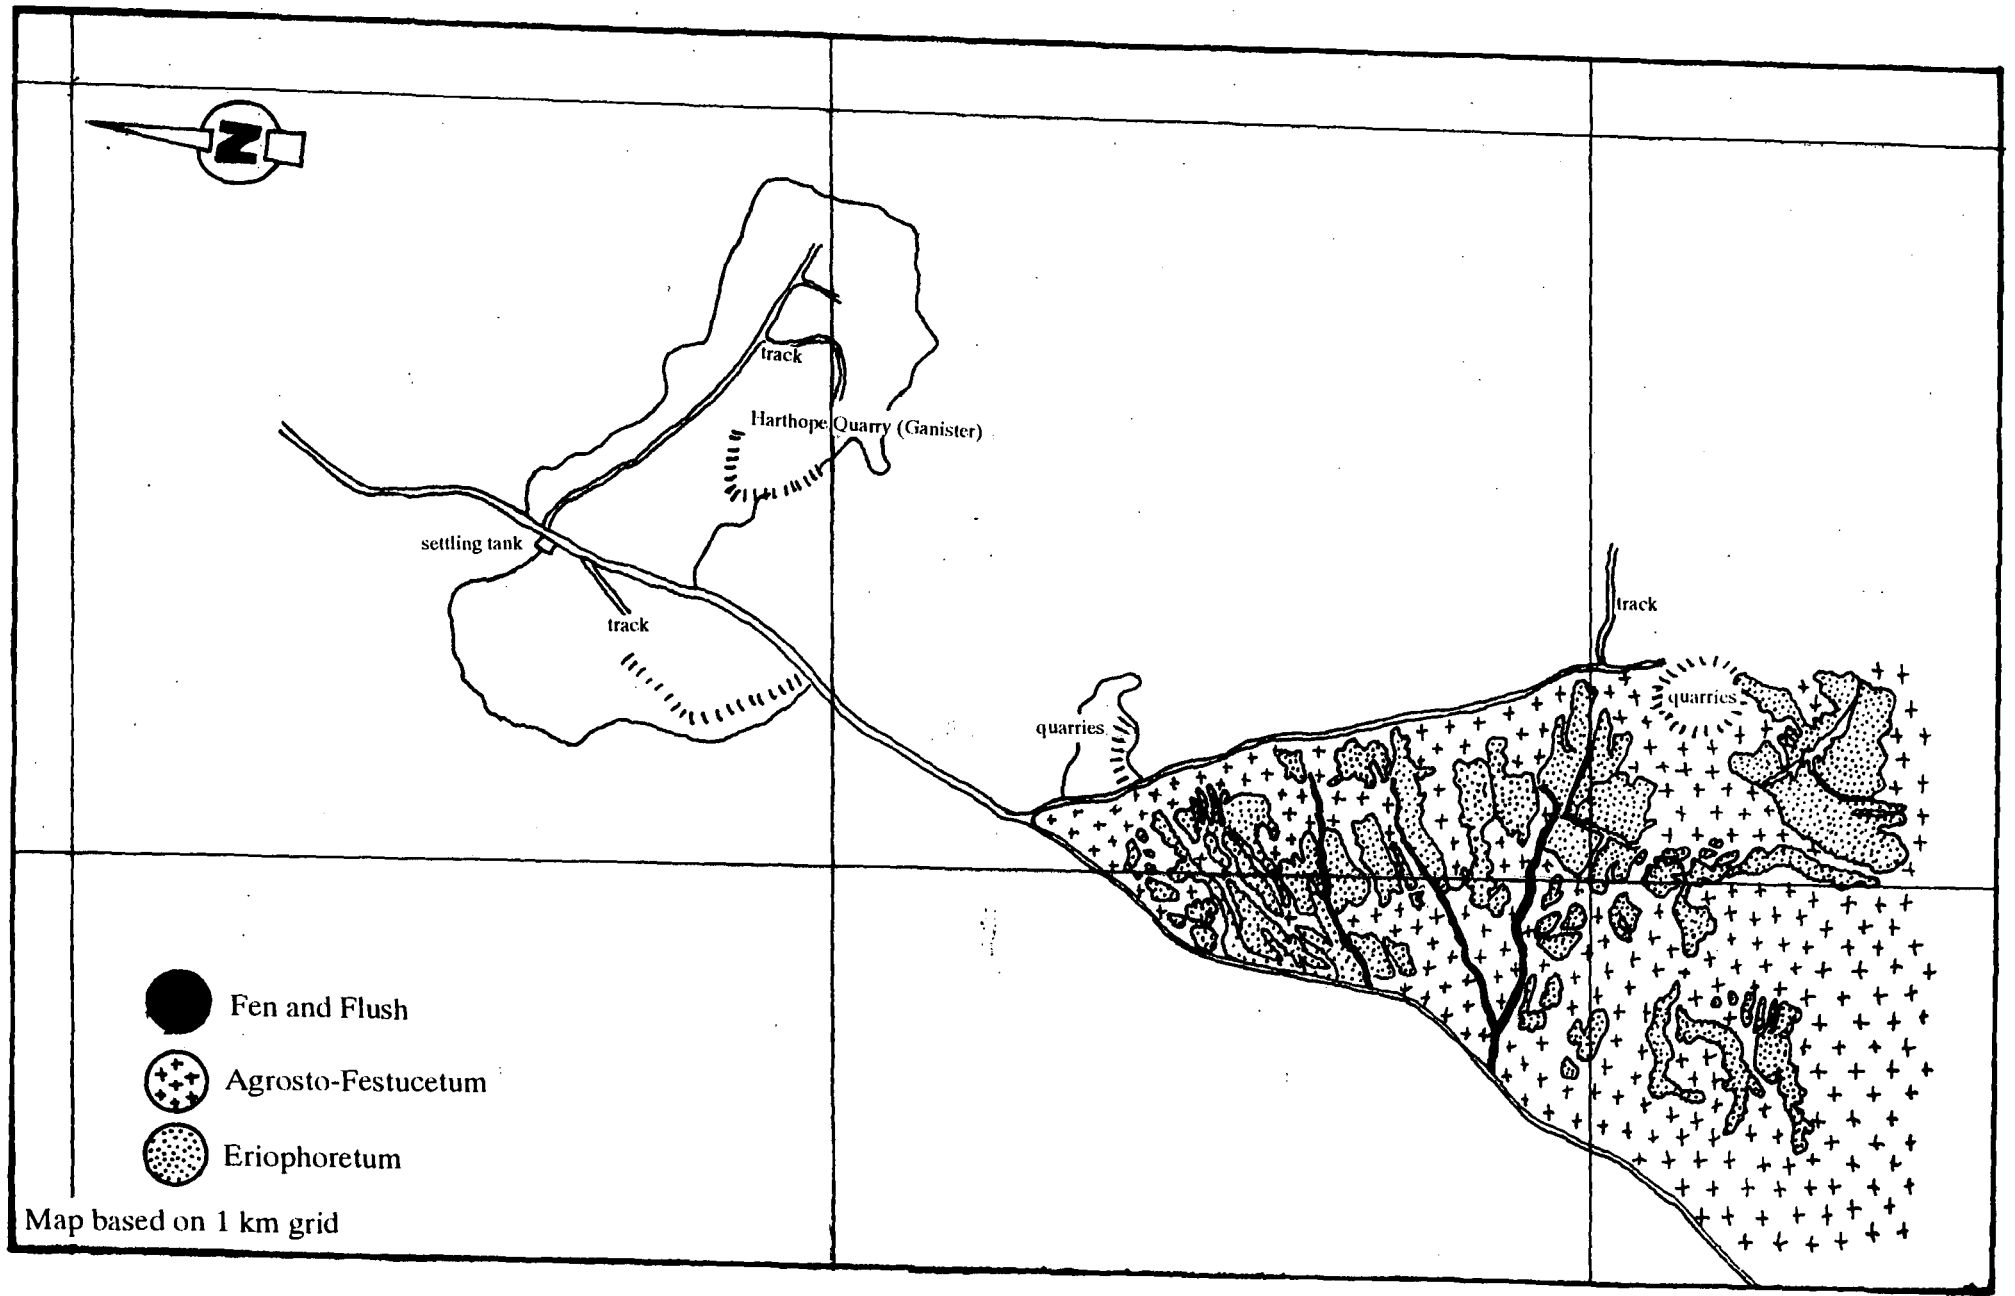 N
track
Harthope Quarry (Ganister)
settling tank
track
track
quarries
quarries
Fen and Flush
Agrosto-Festucetum
Eriophoretum
Map based on 1 km grid